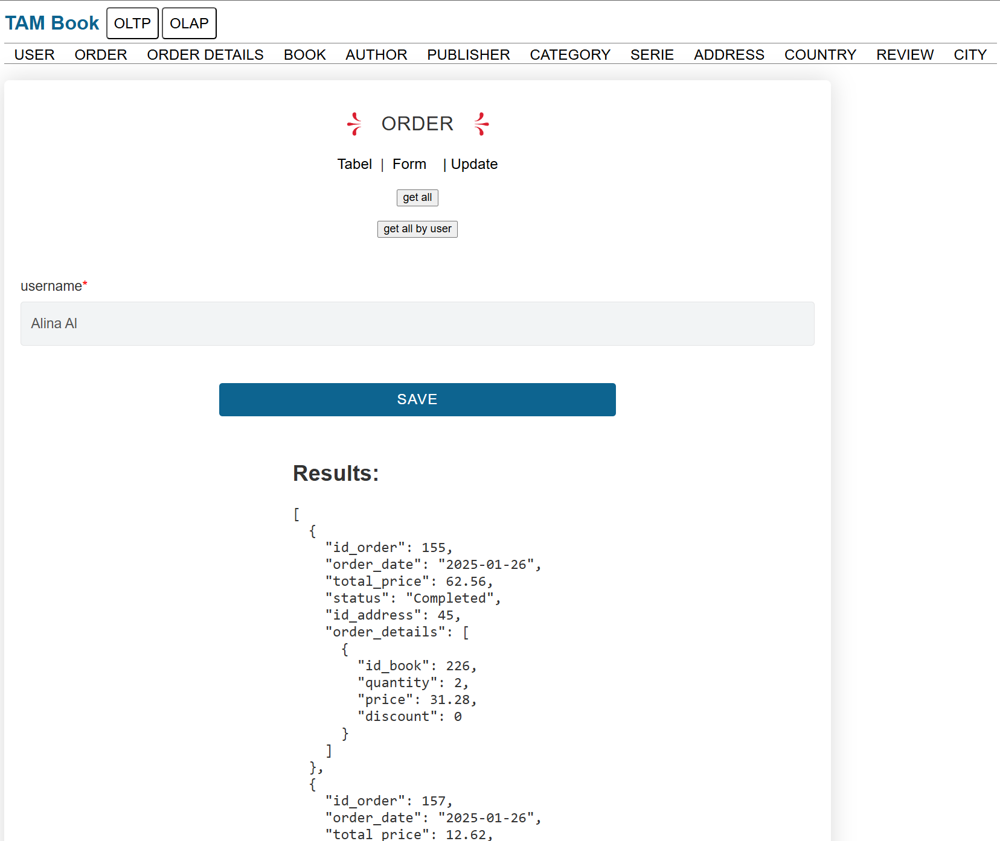 TAM Book OLTP OLAP
USER ORDER ORDER DETAILS BOOK AUTHOR PUBLISHER CATEGORY SERIE ADDRESS COUNTRY REVIEW CITY
ORDER
Tabel | Form | Update
get all
get all by user
username*
Alina Al
SAVE
Results:
[
  {
    "id_order": 155,
    "order_date": "2025-01-26",
    "total_price": 62.56,
    "status": "Completed",
    "id_address": 45,
    "order_details": [
      {
        "id_book": 226,
        "quantity": 2,
        "price": 31.28,
        "discount": 0
      }
    ]
  },
  {
    "id_order": 157,
    "order_date": "2025-01-26",
    "total_price": 12.62,